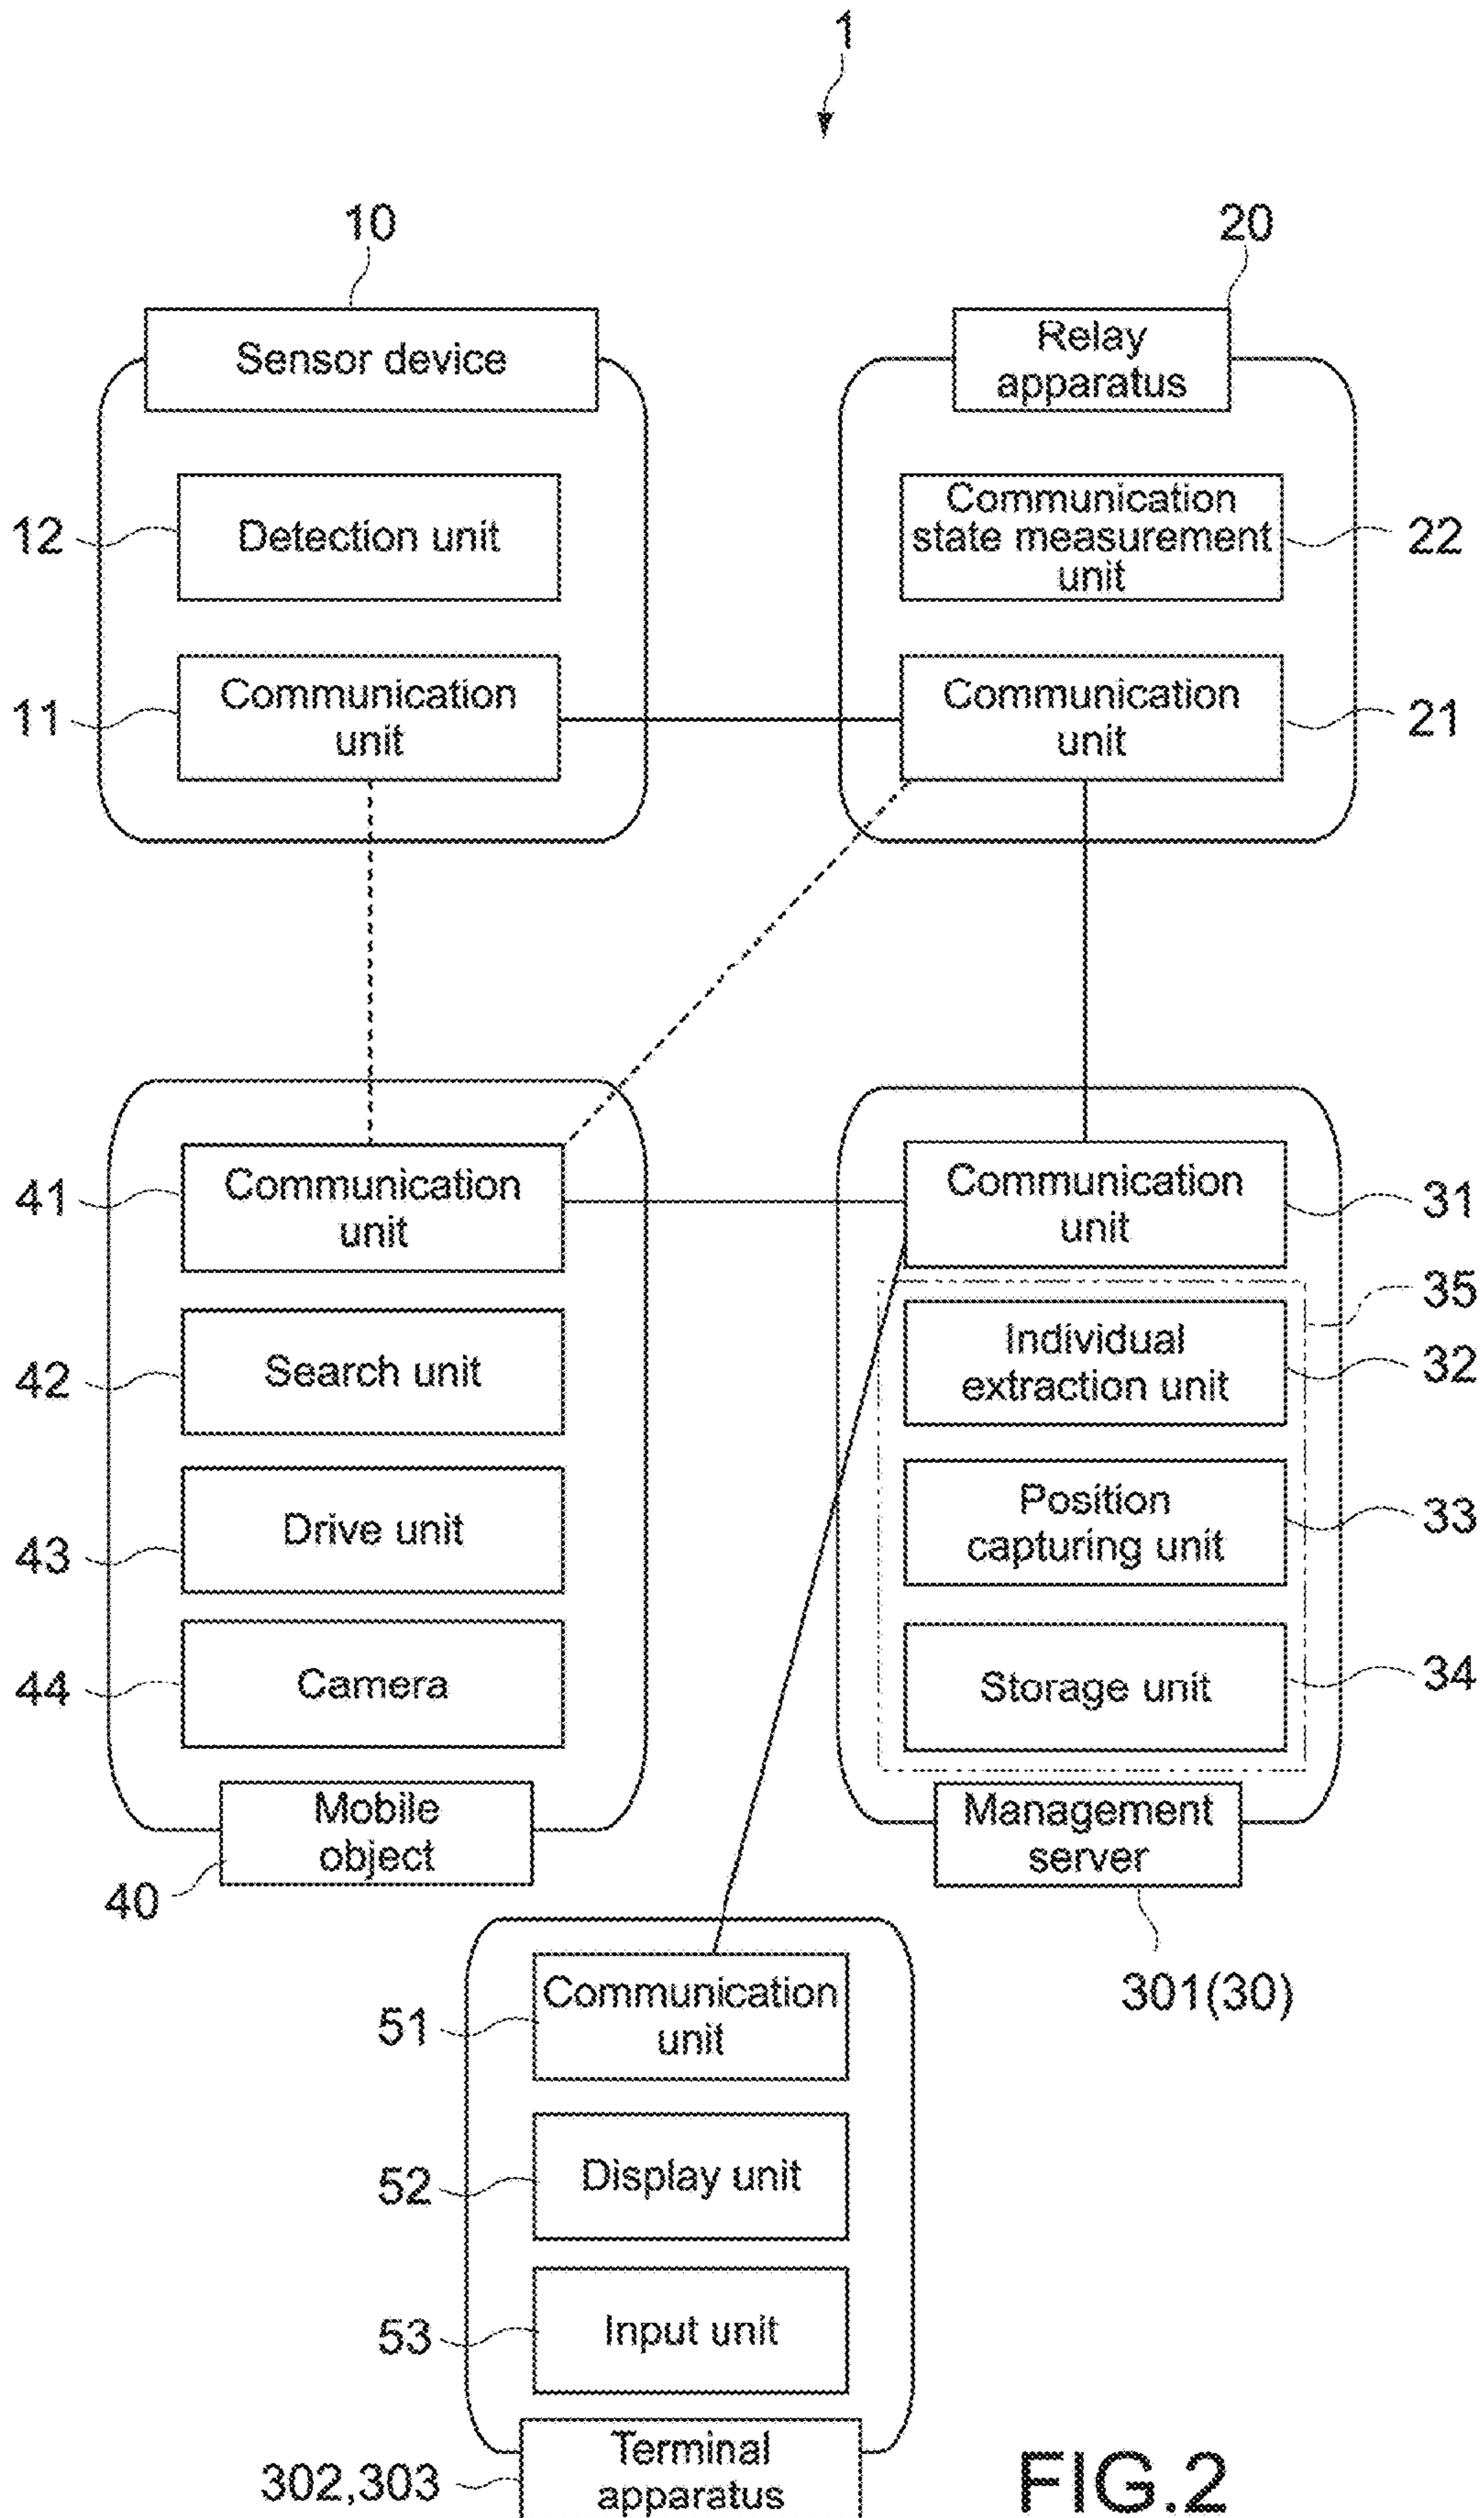 1
10
20
Sensor device
Relay
apparatus
12
Detection unit
Communication
state measurement
unit
22
11
Communication
unit
Communication
unit
21
41
Communication
unit
Communication
unit
31
35
42
Search unit
Individual
extraction unit
32
43
Drive unit
Position
capturing unit
33
44
Camera
Storage unit
34
Mobile
object
40
Management
server
301(30)
51
Communication
unit
52
Display unit
53
Input unit
302,303
Terminal
apparatus
FIG.2